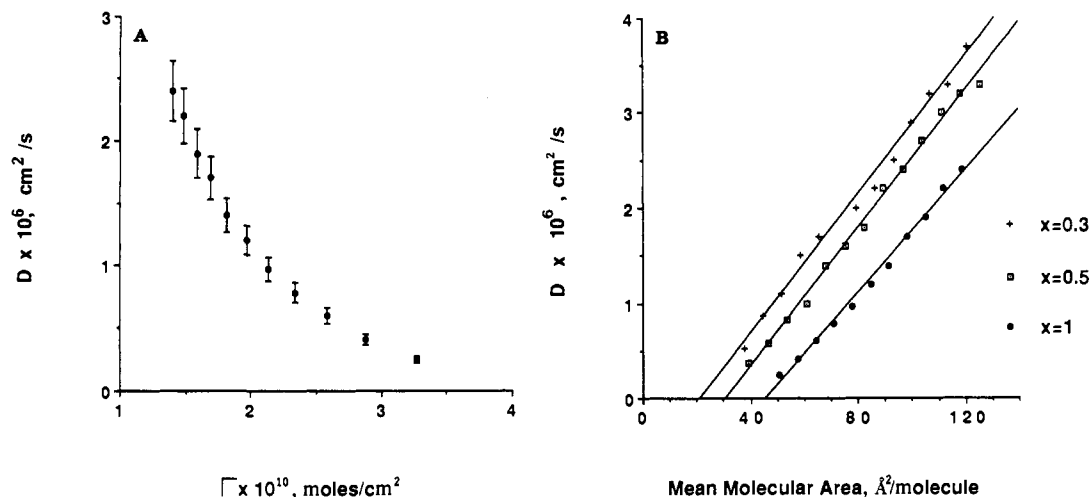 A
3
2
1
0
1 2 3 4
D x 10⁶, cm² /s
Γ x 10¹⁰, moles/cm²
B
4
3
2
1
0
0 40 80 120
D x 10⁶ , cm² /s
Mean Molecular Area, Å²/molecule
+ x=0.3
x=0.5
x=1